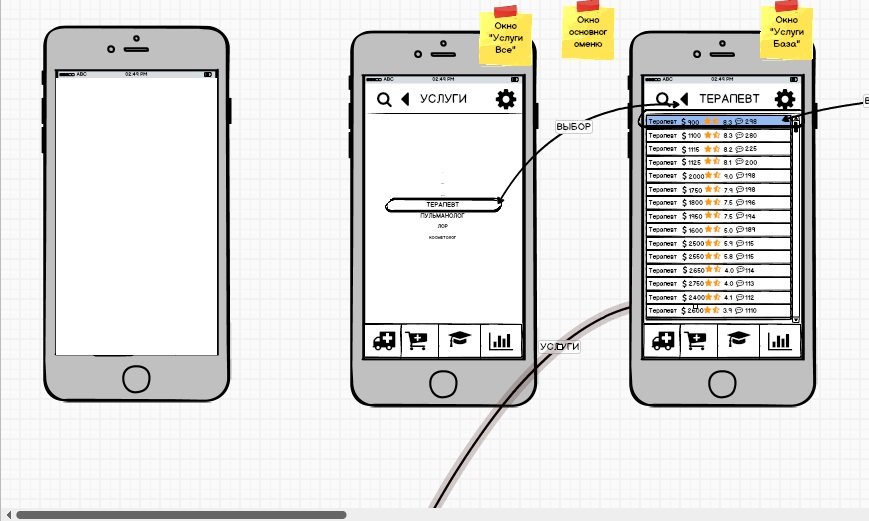 Окно
"Услуги
Все"
Окно
основног
оменю
Окно
"Услуги
База"
ABC
02:49 PM
ABC
02:49 PM
УСЛУГИ
ТЕРАПЕВТ
ПУЛЬМАНОЛОГ
ЛОР
КОСМЕТОЛОГ
ВЫБОР
УСЛУГИ
ABC
02:49 PM
ТЕРАПЕВТ
Терапевт $ 900 8.3 298
Терапевт $ 1100 8.3 280
Терапевт $ 1115 8.2 225
Терапевт $ 1125 8.1 200
Терапевт $ 2000 9.0 198
Терапевт $ 1750 7.9 198
Терапевт $ 1800 7.5 196
Терапевт $ 1950 7.5 194
Терапевт $ 1600 5.0 189
Терапевт $ 2500 5.9 115
Терапевт $ 2550 5.8 115
Терапевт $ 2650 4.0 114
Терапевт $ 2750 4.0 113
Терапевт $ 2400 4.1 112
Терапевт $ 2600 3.9 1110